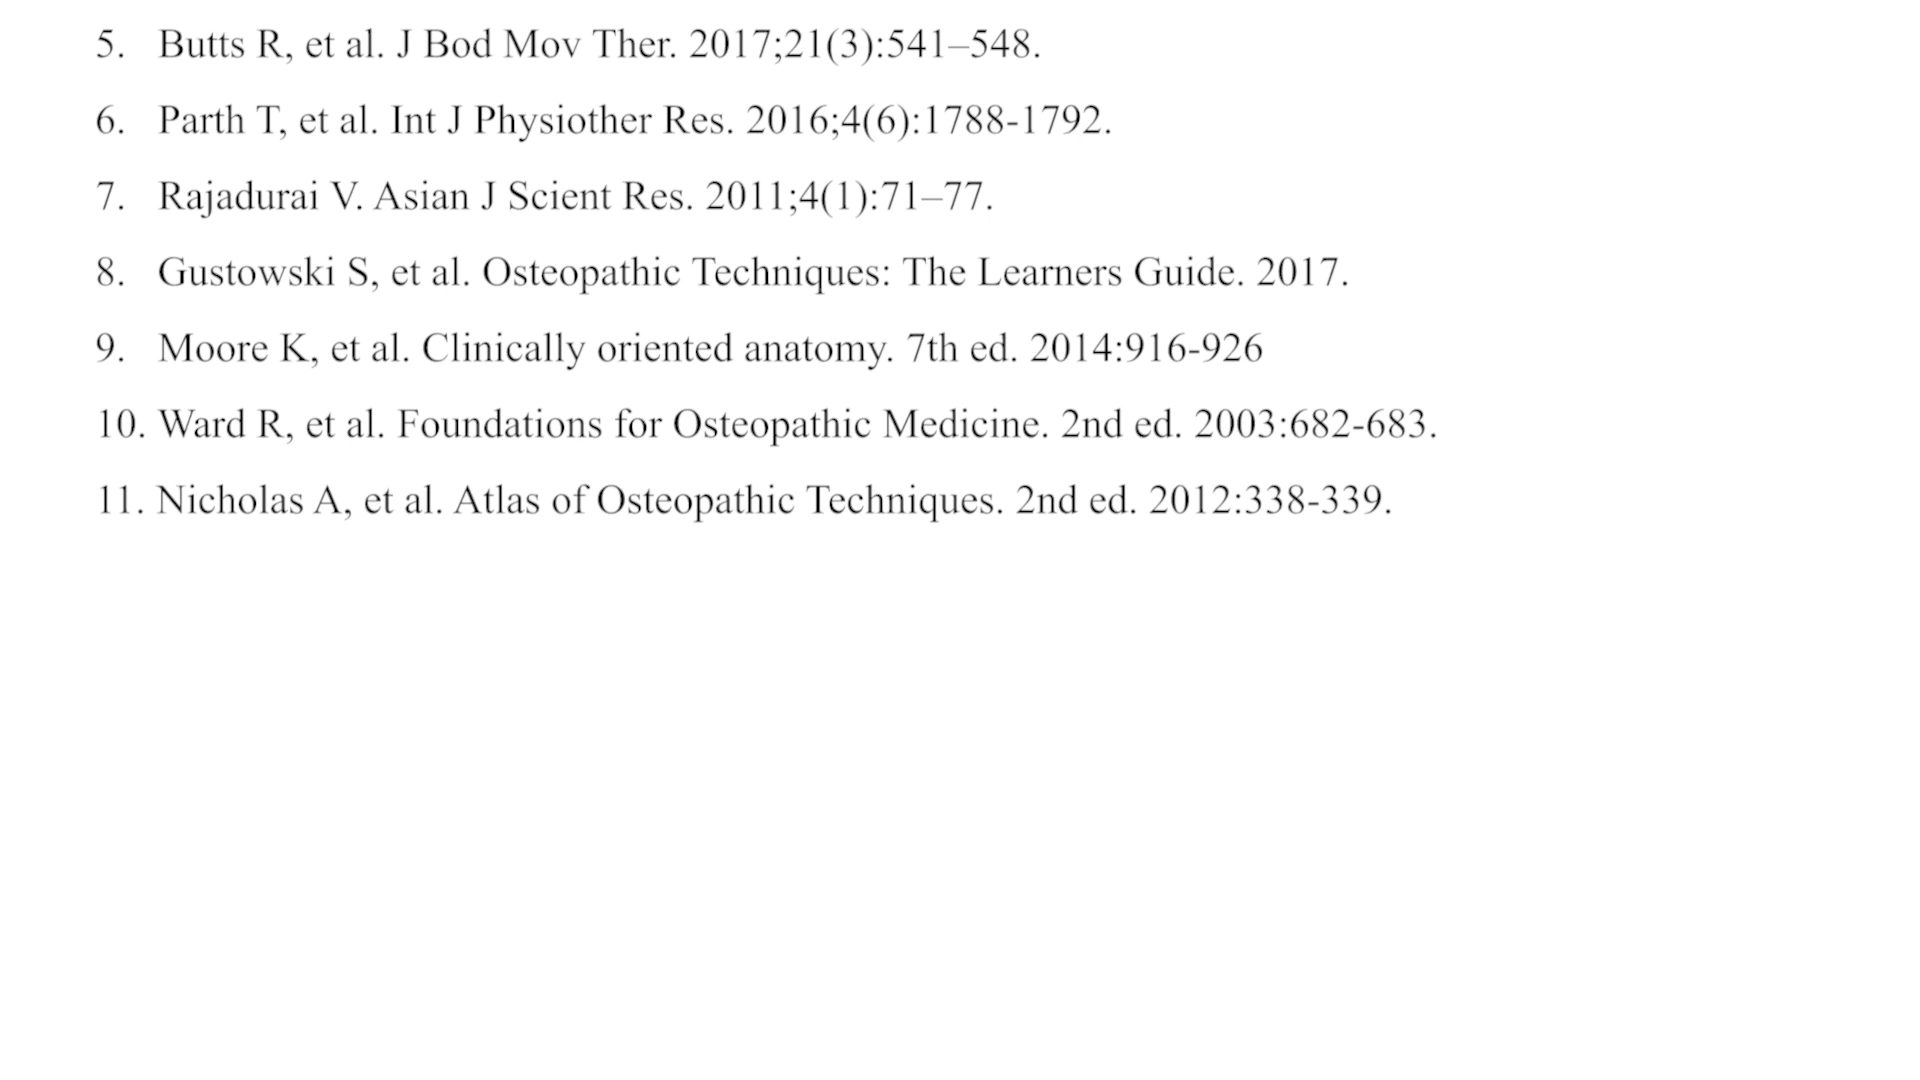 5. Butts R, et al. J Bod Mov Ther. 2017;21(3):541–548.
6. Parth T, et al. Int J Physiother Res. 2016;4(6):1788-1792.
7. Rajadurai V. Asian J Scient Res. 2011;4(1):71–77.
8. Gustowski S, et al. Osteopathic Techniques: The Learners Guide. 2017.
9. Moore K, et al. Clinically oriented anatomy. 7th ed. 2014:916-926
10. Ward R, et al. Foundations for Osteopathic Medicine. 2nd ed. 2003:682-683.
11. Nicholas A, et al. Atlas of Osteopathic Techniques. 2nd ed. 2012:338-339.